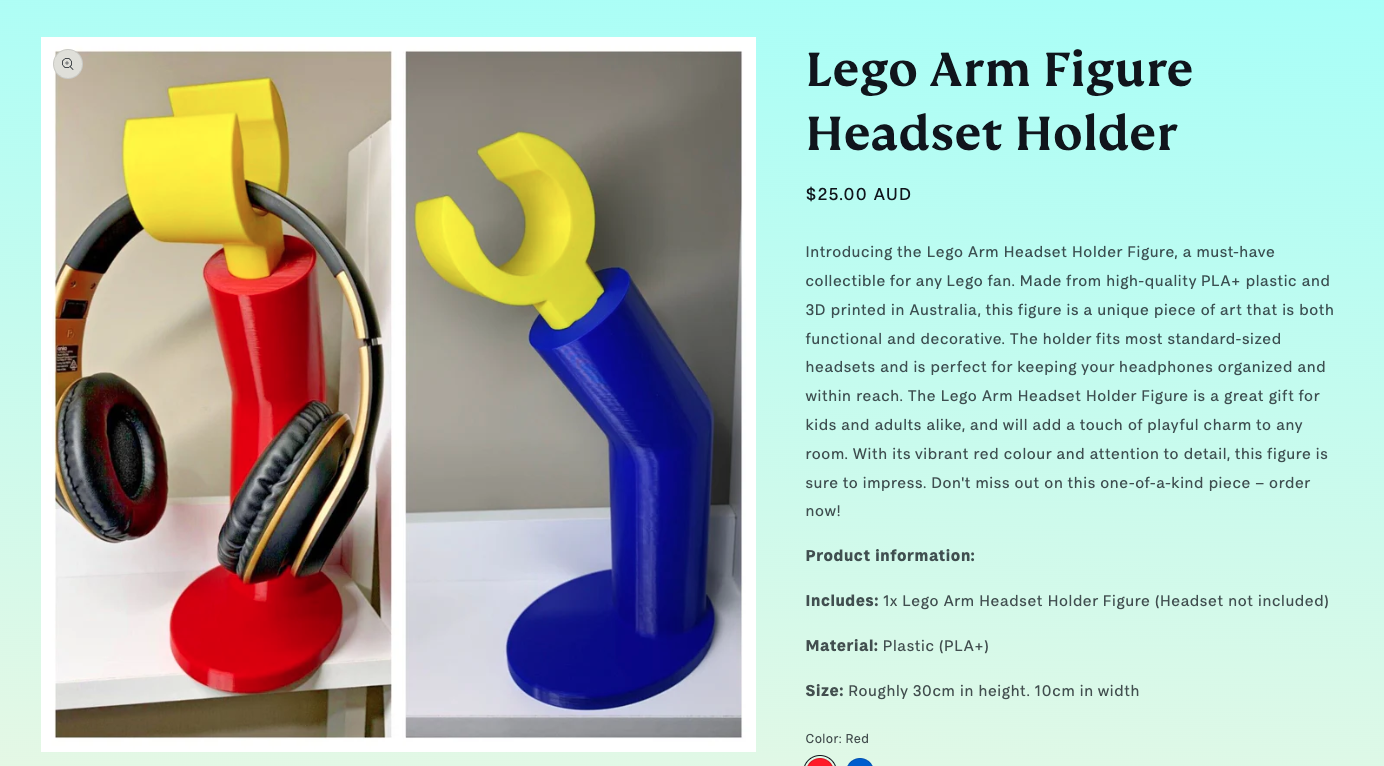 Lego Arm Figure
Headset Holder
$25.00 AUD
Introducing the Lego Arm Headset Holder Figure, a must-have
collectible for any Lego fan. Made from high-quality PLA+ plastic and
3D printed in Australia, this figure is a unique piece of art that is both
functional and decorative. The holder fits most standard-sized
headsets and is perfect for keeping your headphones organized and
within reach. The Lego Arm Headset Holder Figure is a great gift for
kids and adults alike, and will add a touch of playful charm to any
room. With its vibrant red colour and attention to detail, this figure is
sure to impress. Don't miss out on this one-of-a-kind piece – order
now!
Product information:
Includes: 1x Lego Arm Headset Holder Figure (Headset not included)
Material: Plastic (PLA+)
Size: Roughly 30cm in height. 10cm in width
Color: Red